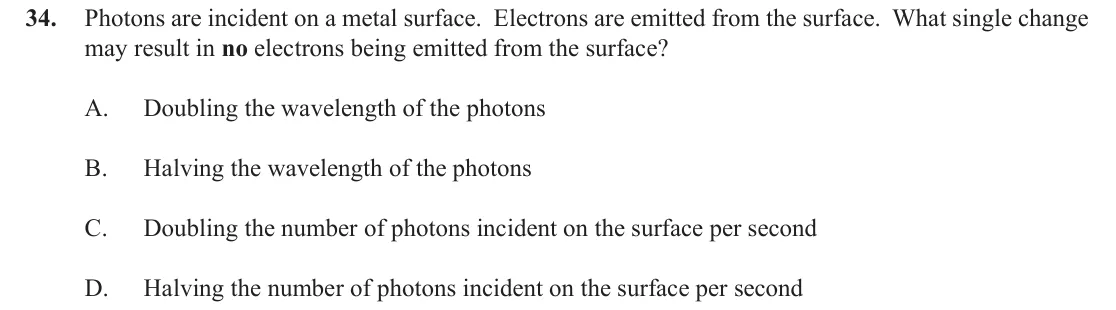 34. Photons are incident on a metal surface. Electrons are emitted from the surface. What single change
may result in no electrons being emitted from the surface?
A. Doubling the wavelength of the photons
B. Halving the wavelength of the photons
C. Doubling the number of photons incident on the surface per second
D. Halving the number of photons incident on the surface per second